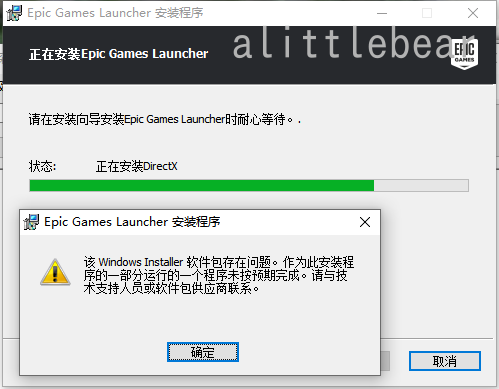 Epic Games Launcher 安装程序
正在安装Epic Games Launcher
alittlebear
EPIC
GAMES
请在安装向导安装Epic Games Launcher时耐心等待。.
状态: 正在安装DirectX
Epic Games Launcher 安装程序
该 Windows Installer 软件包存在问题。作为此安装程
序的一部分运行的一个程序未按预期完成。请与技
术支持人员或软件包供应商联系。
确定
取消